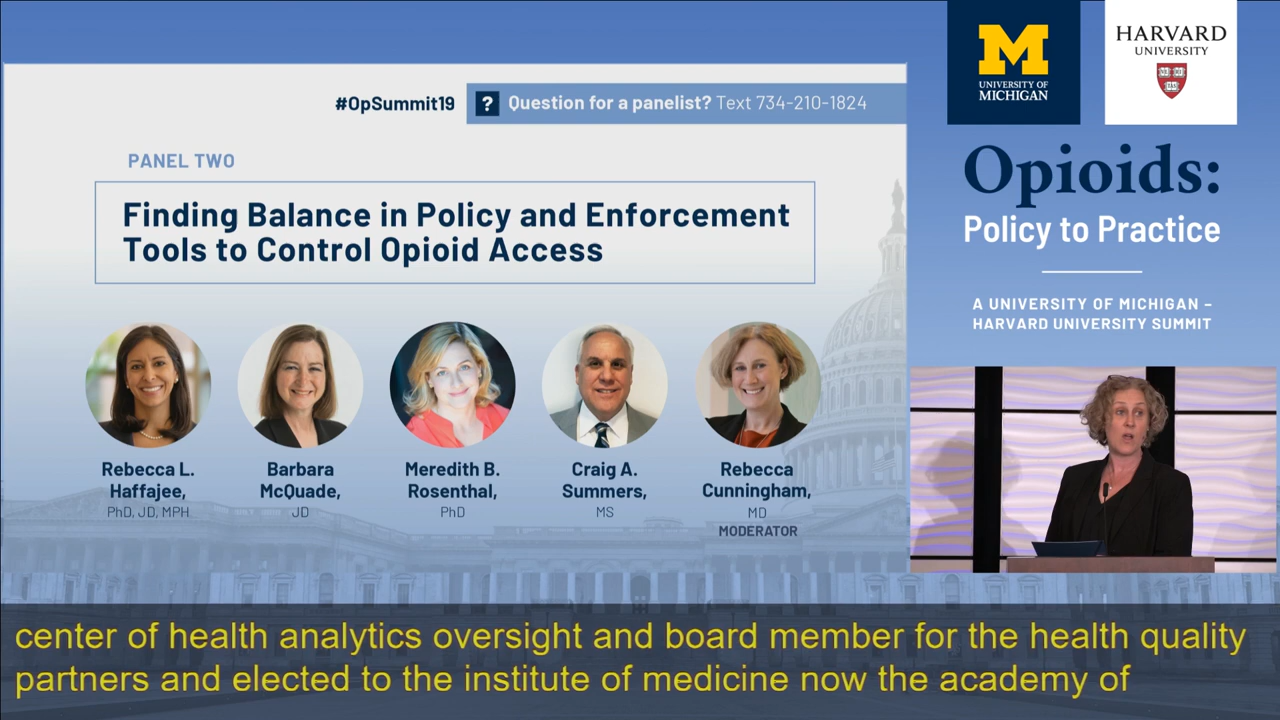 #OpSummit19
? Question for a panelist? Text 734-210-1824
PANEL TWO
Finding Balance in Policy and Enforcement
Tools to Control Opioid Access
Rebecca L.
Haffajee,
PhD, JD, MPH
Barbara
McQuade,
JD
Meredith B.
Rosenthal,
PhD
Craig A.
Summers,
MS
Rebecca
Cunningham,
MD
MODERATOR
M
UNIVERSITY OF
MICHIGAN
HARVARD
UNIVERSITY
Opioids:
Policy to Practice
A UNIVERSITY OF MICHIGAN –
HARVARD UNIVERSITY SUMMIT
center of health analytics oversight and board member for the health quality
partners and elected to the institute of medicine now the academy of